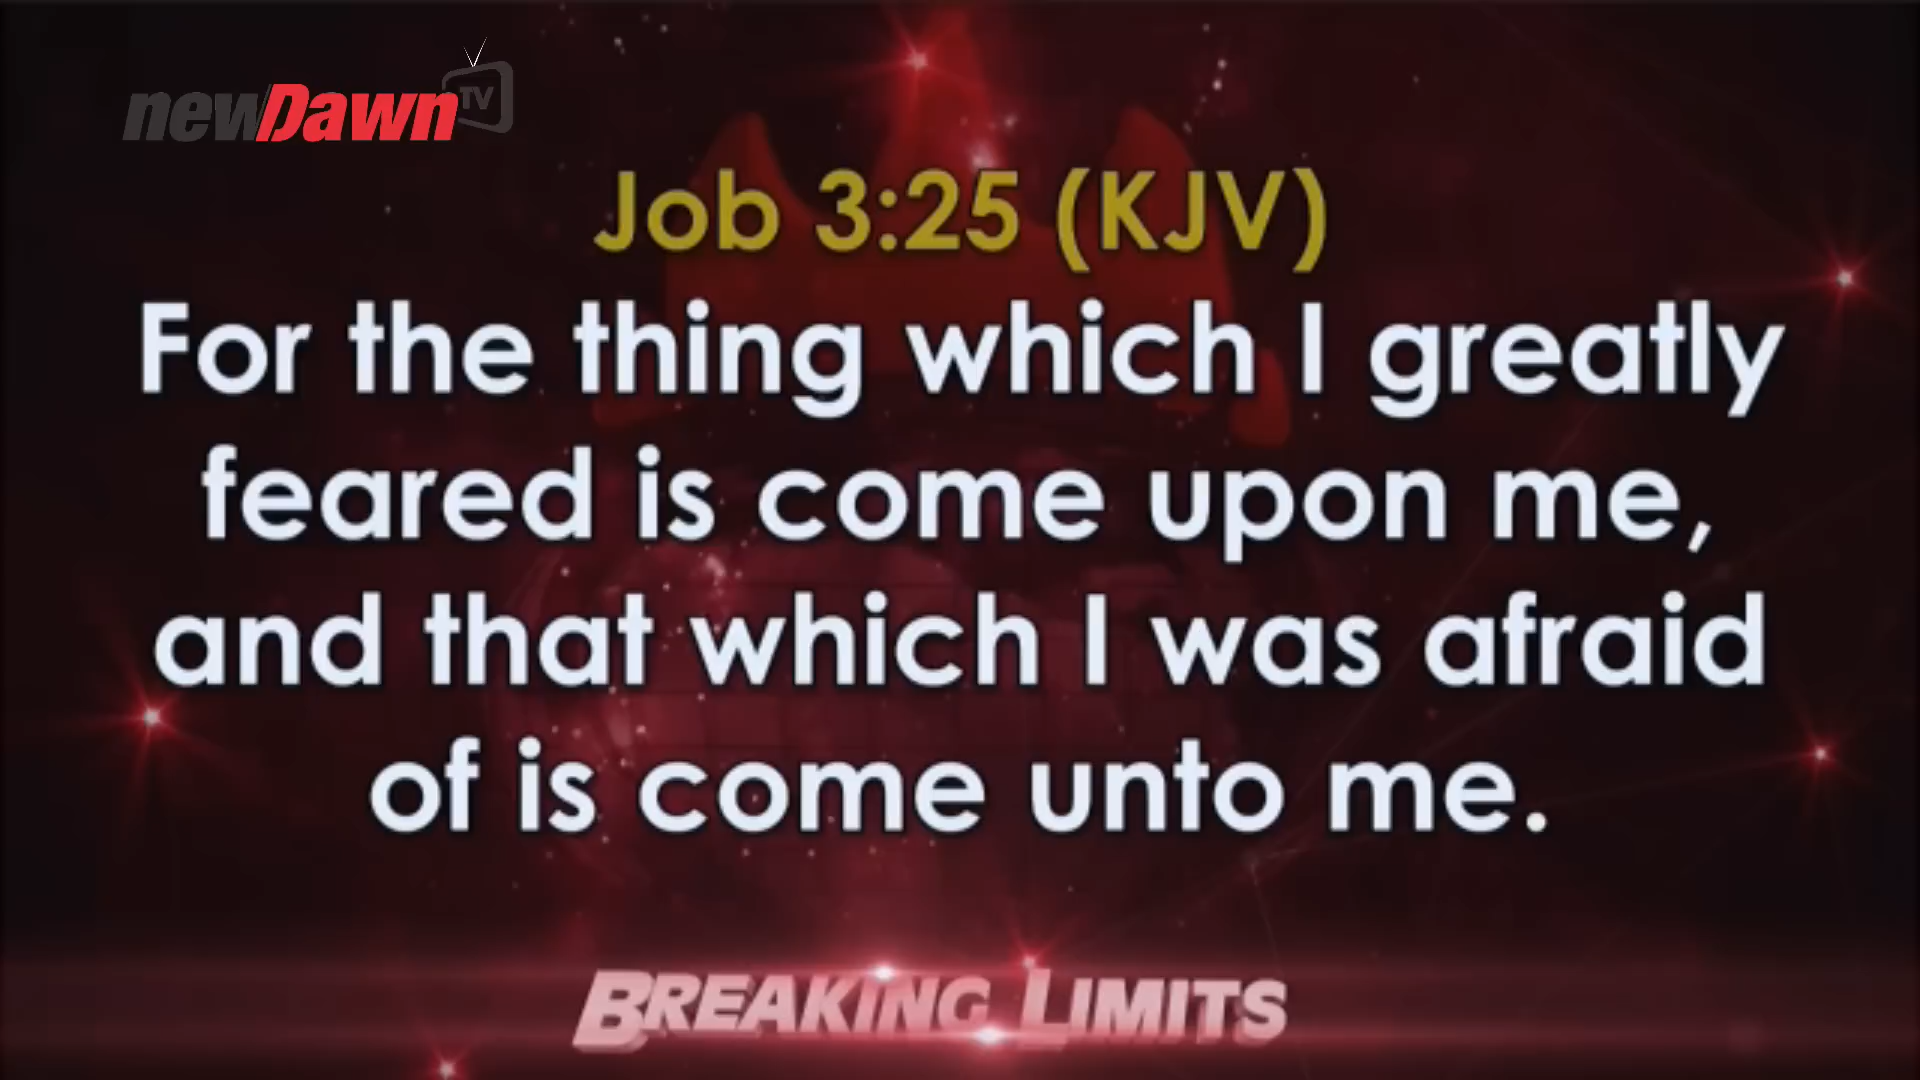 newDawn TV
Job 3:25 (KJV)
For the thing which I greatly
feared is come upon me,
and that which I was afraid
of is come unto me.
BREAKING LIMITS